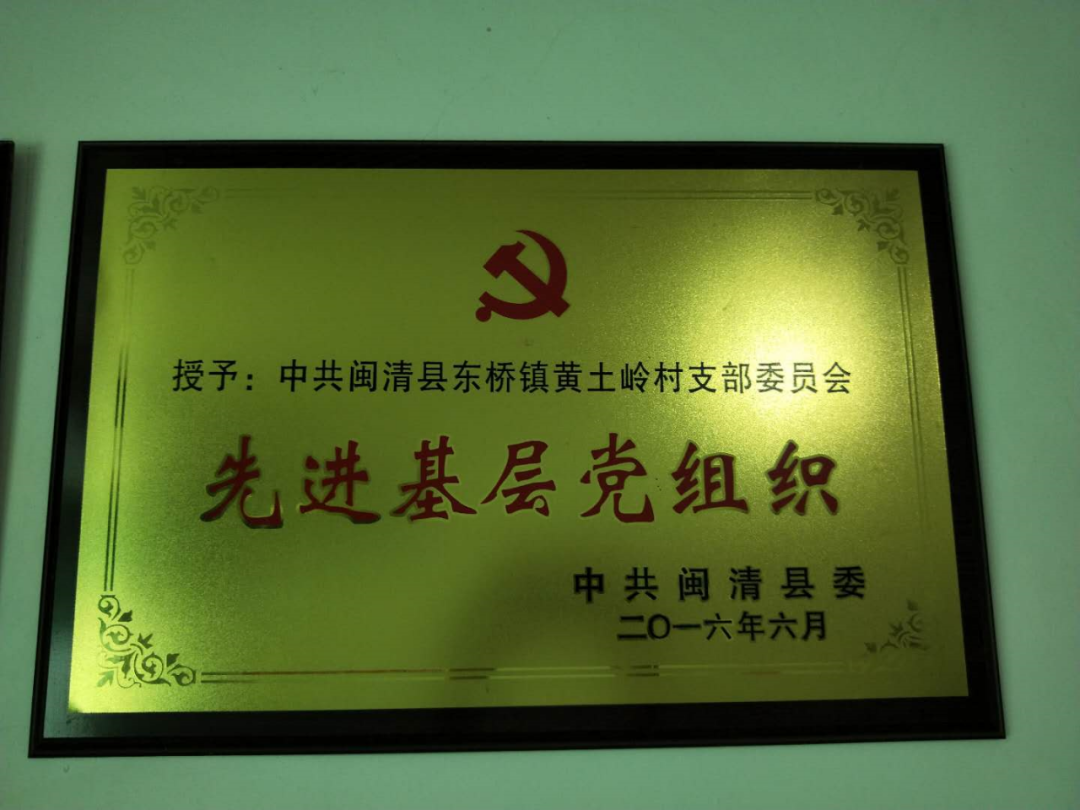 授予：中共闽清县东桥镇黄土岭村支部委员会
先进基层党组织
中共闽清县委
二〇一六年六月